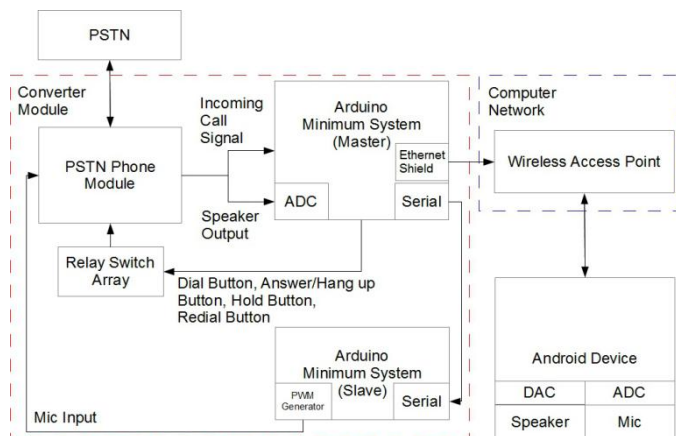 PSTN
Converter
Module
Incoming
Call
Signal
Arduino
Minimum System
(Master)
Computer
Network
PSTN Phone
Module
Ethernet
Shield
Wireless Access Point
ADC
Serial
Speaker
Output
Relay Switch
Array
Dial Button, Answer/Hang up
Button, Hold Button,
Redial Button
Arduino
Minimum System
(Slave)
Android Device
PWM
Generator
Serial
DAC
ADC
Mic Input
Speaker
Mic